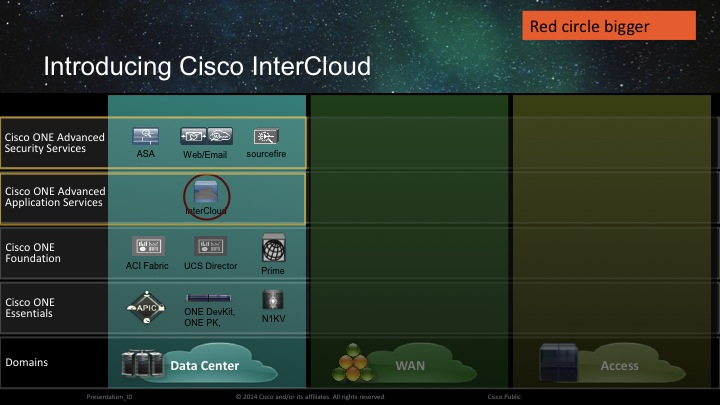 Red circle bigger
Introducing Cisco InterCloud
Cisco ONE Advanced
Security Services
ASA
Web/Email
sourcefire
Cisco ONE Advanced
Application Services
InterCloud
Cisco ONE
Foundation
ACI Fabric
UCS Director
Prime
Cisco ONE
Essentials
APIC
ONE DevKit,
ONE PK,
N1KV
Domains
Data Center
WAN
Access
Presentation_ID
© 2014 Cisco and/or its affiliates. All rights reserved.
Cisco Public